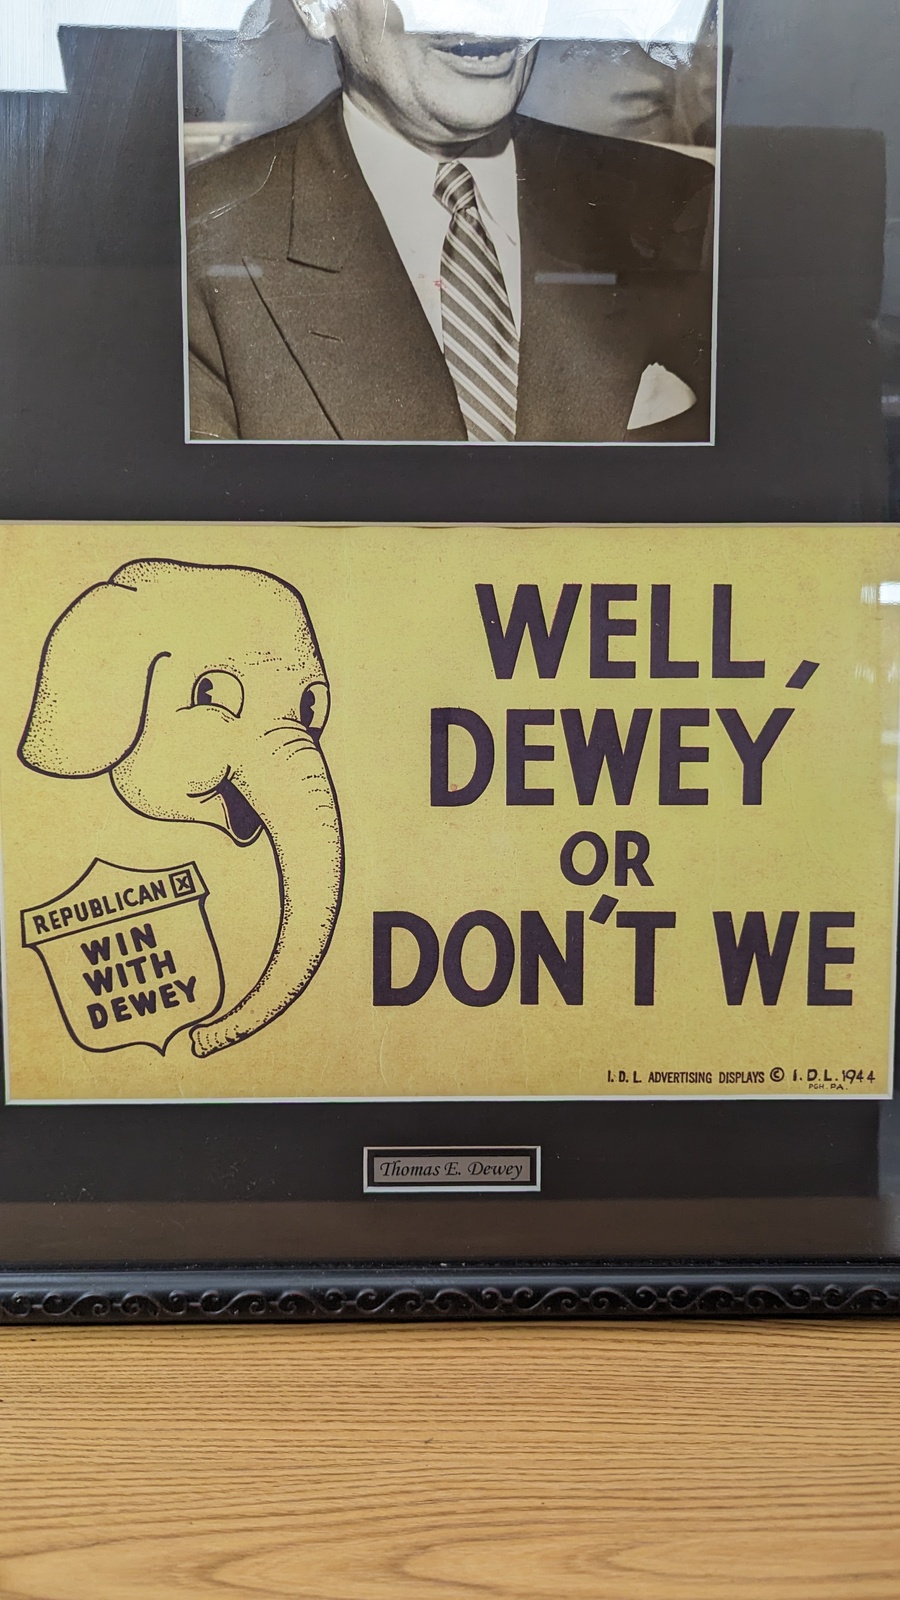 WELL,
DEWEY
OR
DON'T WE
REPUBLICAN X
WIN
WITH
DEWEY
I. D. L. ADVERTISING DISPLAYS © I. D. L. 1944
PGH. PA.
Thomas E. Dewey